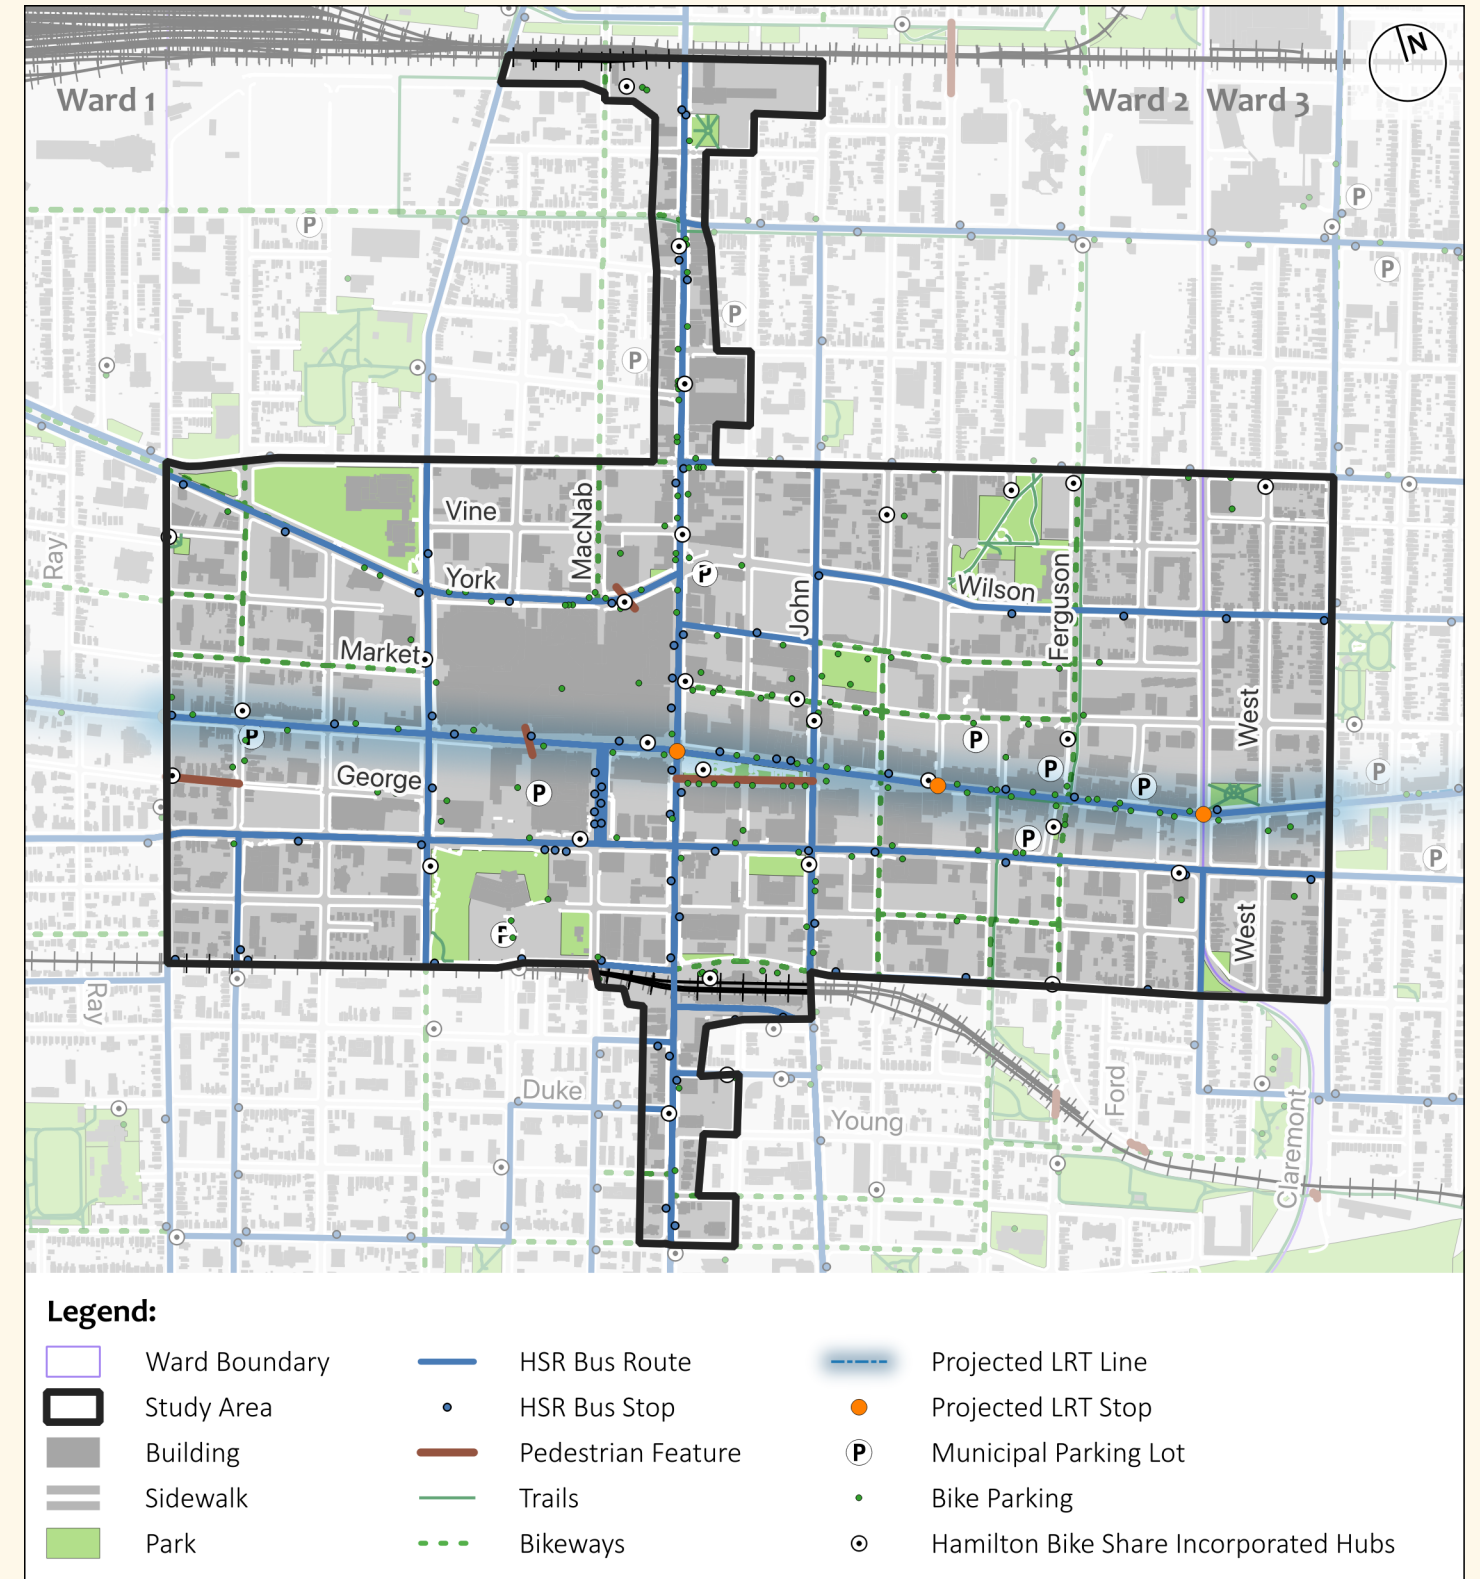 N
Ward 1
Ward 2
Ward 3
P
P
P
P
P
Vine
MacNab
Ray
York
P
John
Wilson
Ferguson
Market
West
P
P
George
P
P
P
P
P
P
P
West
Ray
Duke
Young
Ford
Claremont
Legend:
Ward Boundary
HSR Bus Route
Projected LRT Line
Study Area
HSR Bus Stop
Projected LRT Stop
Building
Pedestrian Feature
P
Municipal Parking Lot
Sidewalk
Trails
Bike Parking
Park
Bikeways
Hamilton Bike Share Incorporated Hubs